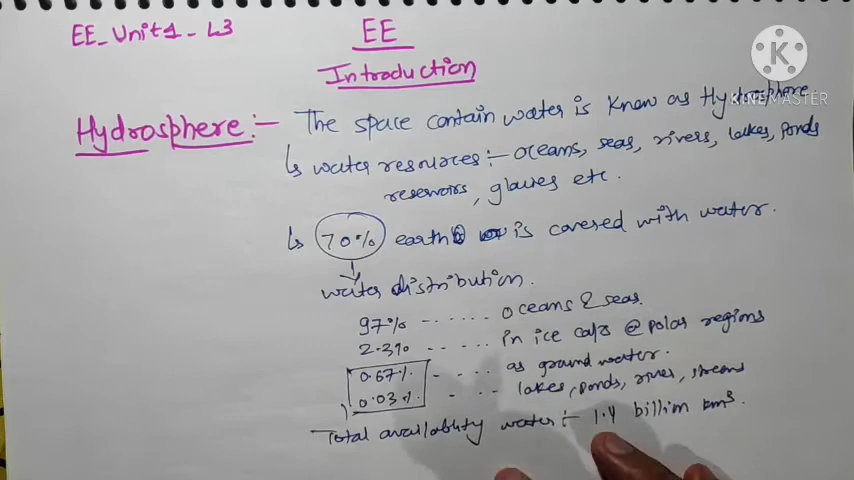 EE_Unit1-L3
EE
Introduction
K
KINEMASTER
Hydrosphere:- The space contain water is know as Hydrosphere
↳ water resources:- oceans, seas, rivers, lakes, ponds
reservoirs, glaciers etc.
↳ 70% earth is covered with water.
water distribution.
97% ...... oceans & seas.
2.3% ..... in ice caps @ polar regions
0.67% - ... as ground water.
0.03%. - ... lakes, ponds, river, streams
Total availability water:- 1.4 billion km³.